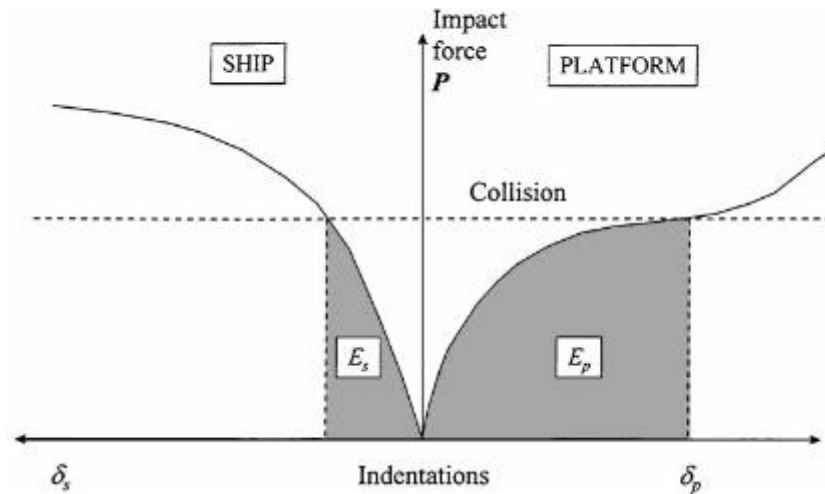 Impact
force
P
SHIP
PLATFORM
Collision
E_s
E_p
δ_s
Indentations
δ_p